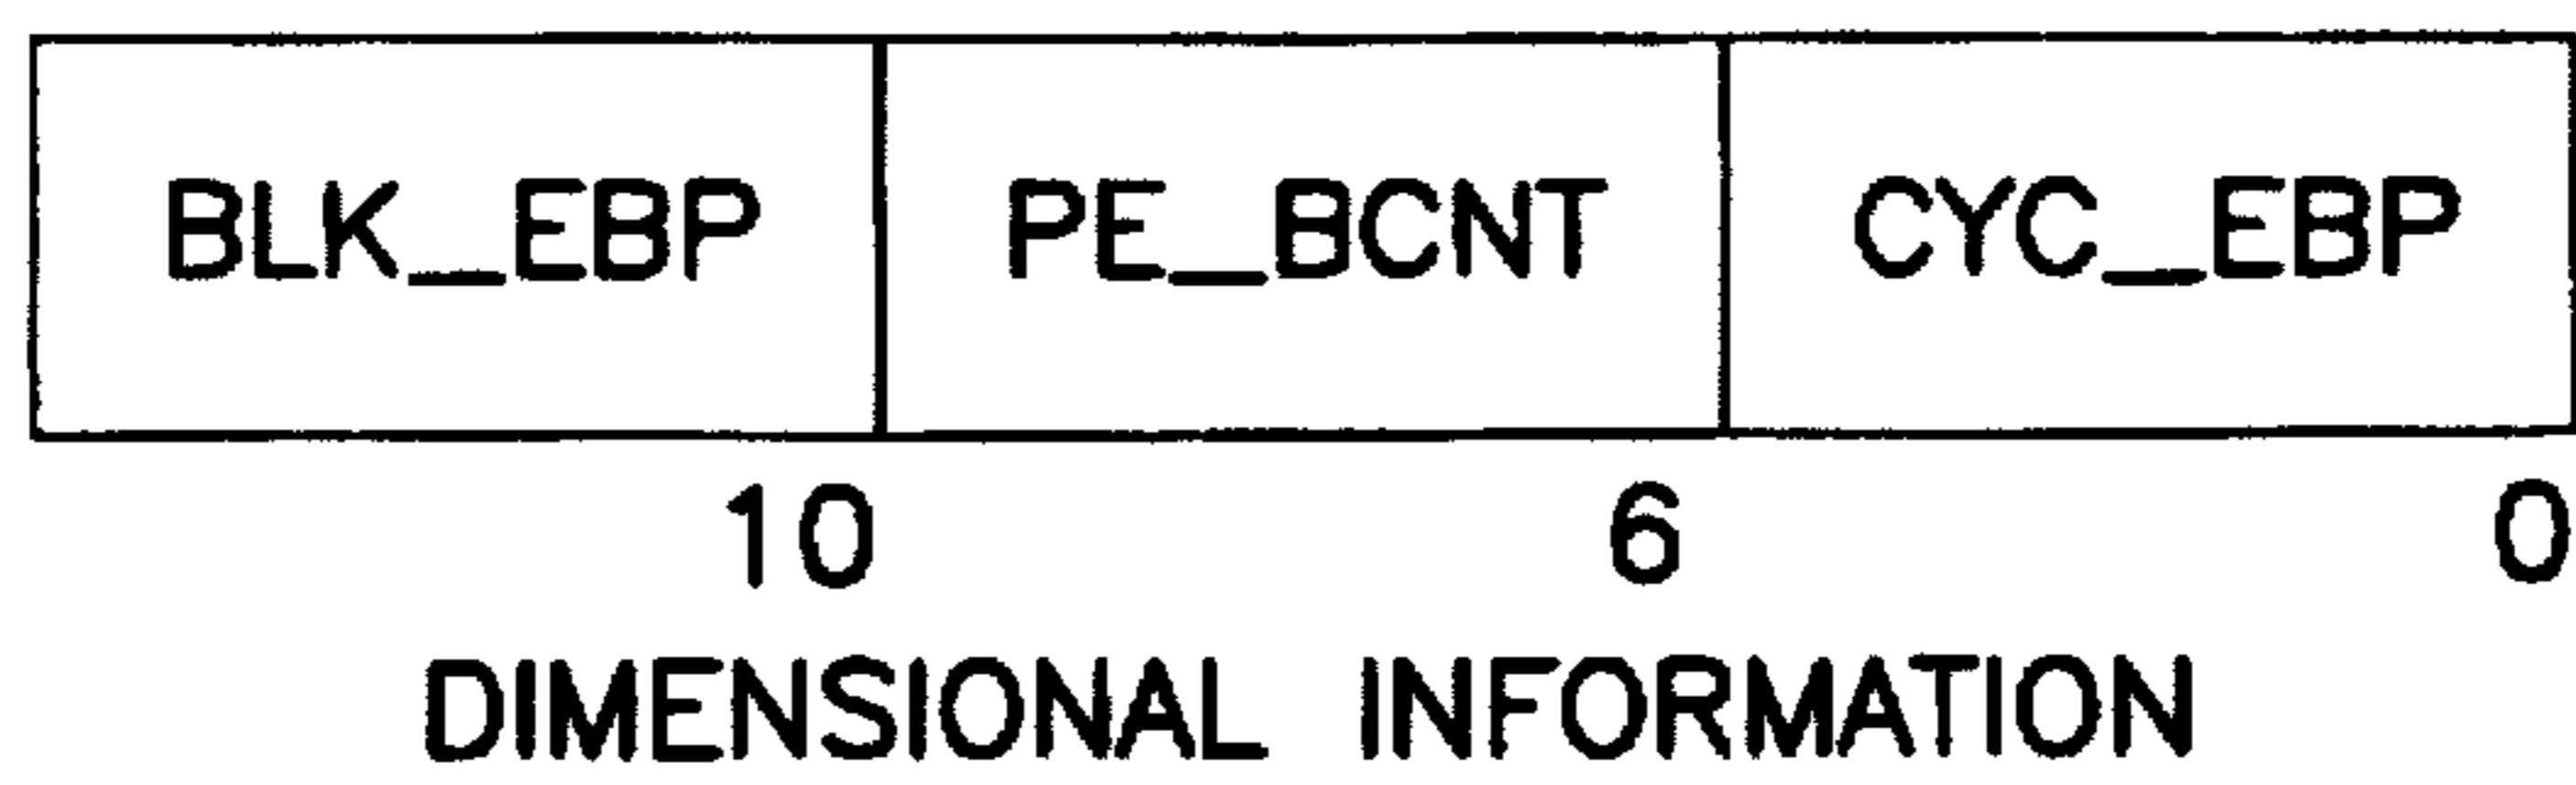 BLK_EBP PE_BCNT CYC_EBP
10 6 0
DIMENSIONAL INFORMATION